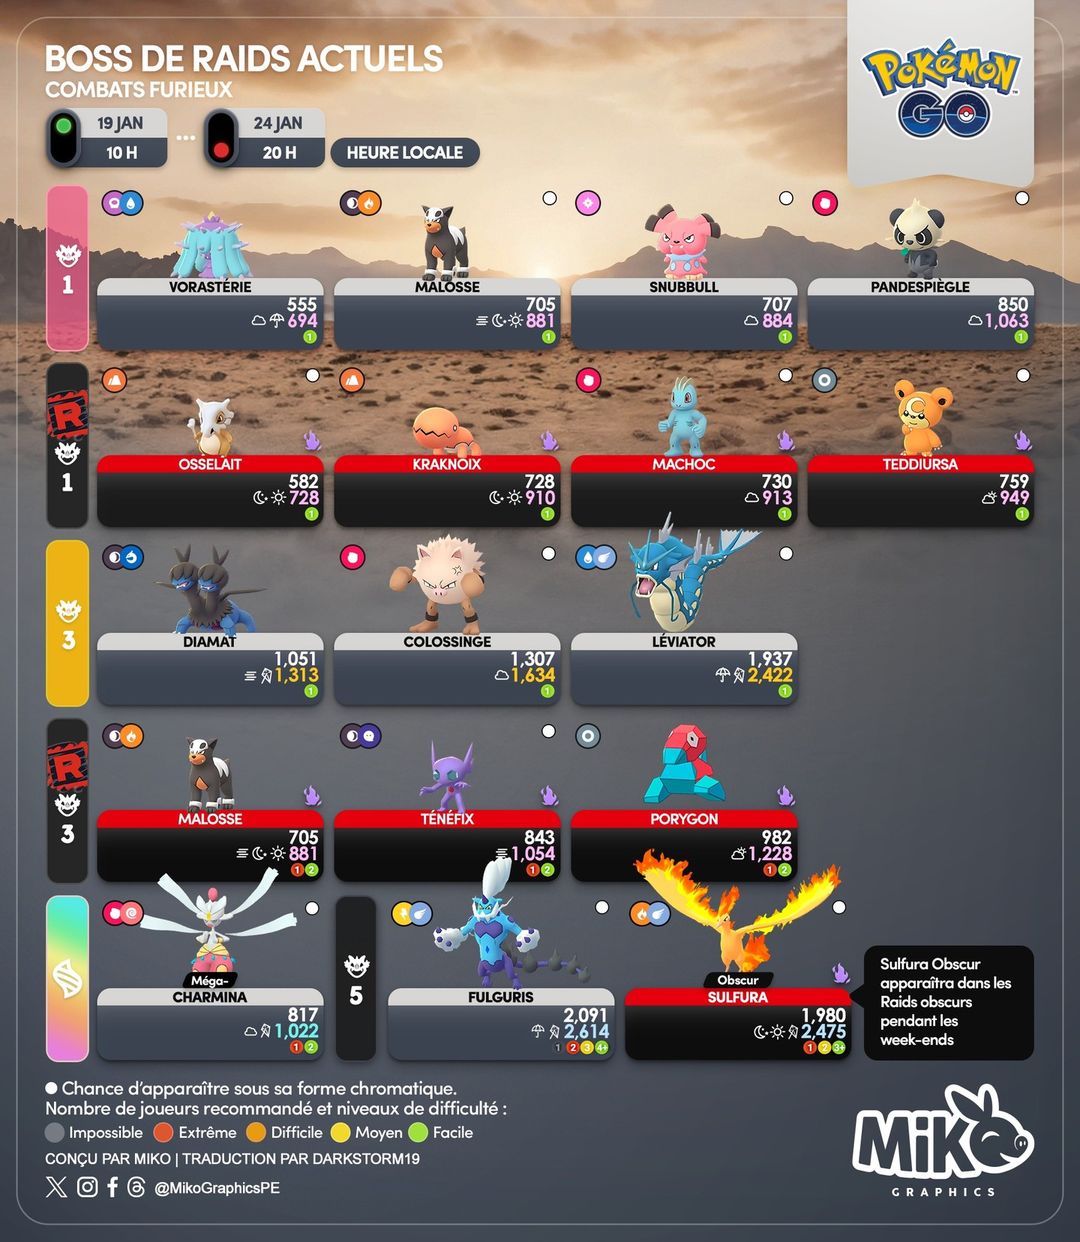 BOSS DE RAIDS ACTUELS
COMBATS FURIEUX
POKÉMON
GO
19 JAN
10 H
24 JAN
20 H
HEURE LOCALE
1
VORASTÉRIE
555
694
1
MALOSSE
705
881
1
SNUBBULL
707
884
1
PANDESPIÈGLE
850
1,063
1
R
1
OSSELAIT
582
728
1
KRAKNOIX
728
910
1
MACHOC
730
913
1
TEDDIURSA
759
949
1
3
DIAMAT
1,051
1,313
1
COLOSSINGE
1,307
1,634
1
LÉVIATOR
1,937
2,422
1
R
3
MALOSSE
705
881
1 2
TÉNÉFIX
843
1,054
1 2
PORYGON
982
1,228
1 2
Méga-
CHARMINA
817
1,022
1 2
5
FULGURIS
2,091
2,614
1 2 3 4+
Obscur
SULFURA
1,980
2,475
1 2 3+
Sulfura Obscur
apparaîtra dans les
Raids obscurs
pendant les
week-ends
Chance d'apparaître sous sa forme chromatique.
Nombre de joueurs recommandé et niveaux de difficulté :
Impossible Extrême Difficile Moyen Facile
CONÇU PAR MIKO | TRADUCTION PAR DARKSTORM19
@MikoGraphicsPE
MiKO
GRAPHICS